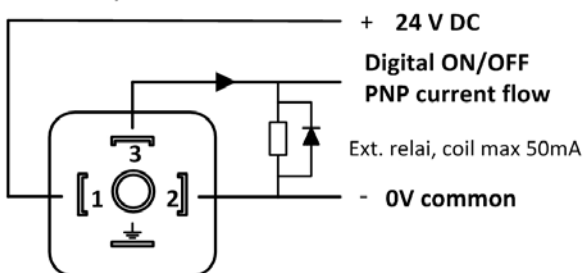 + 24 V DC
Digital ON/OFF
PNP current flow
3
Ext. relai, coil max 50mA
1
2
- 0V common